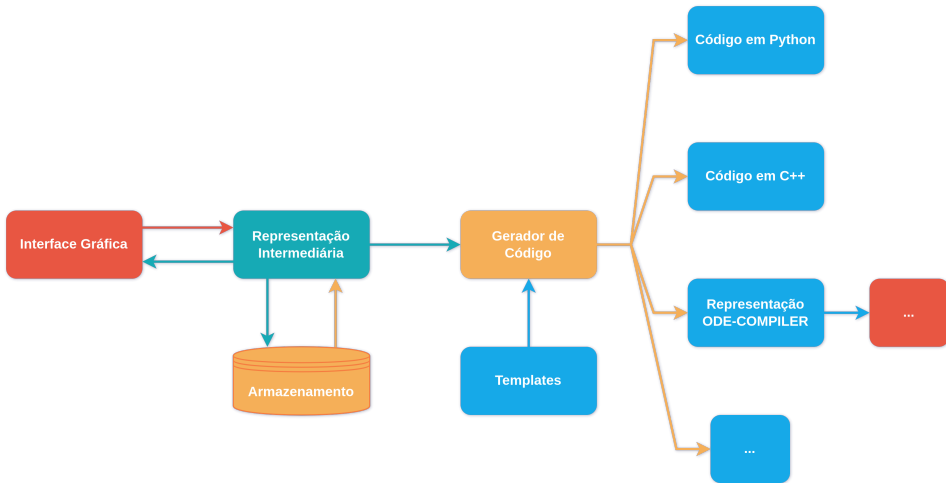 Código em Python
Código em C++
Interface Gráfica
Representação
Intermediária
Gerador de
Código
Representação
ODE-COMPILER
...
Armazenamento
Templates
...